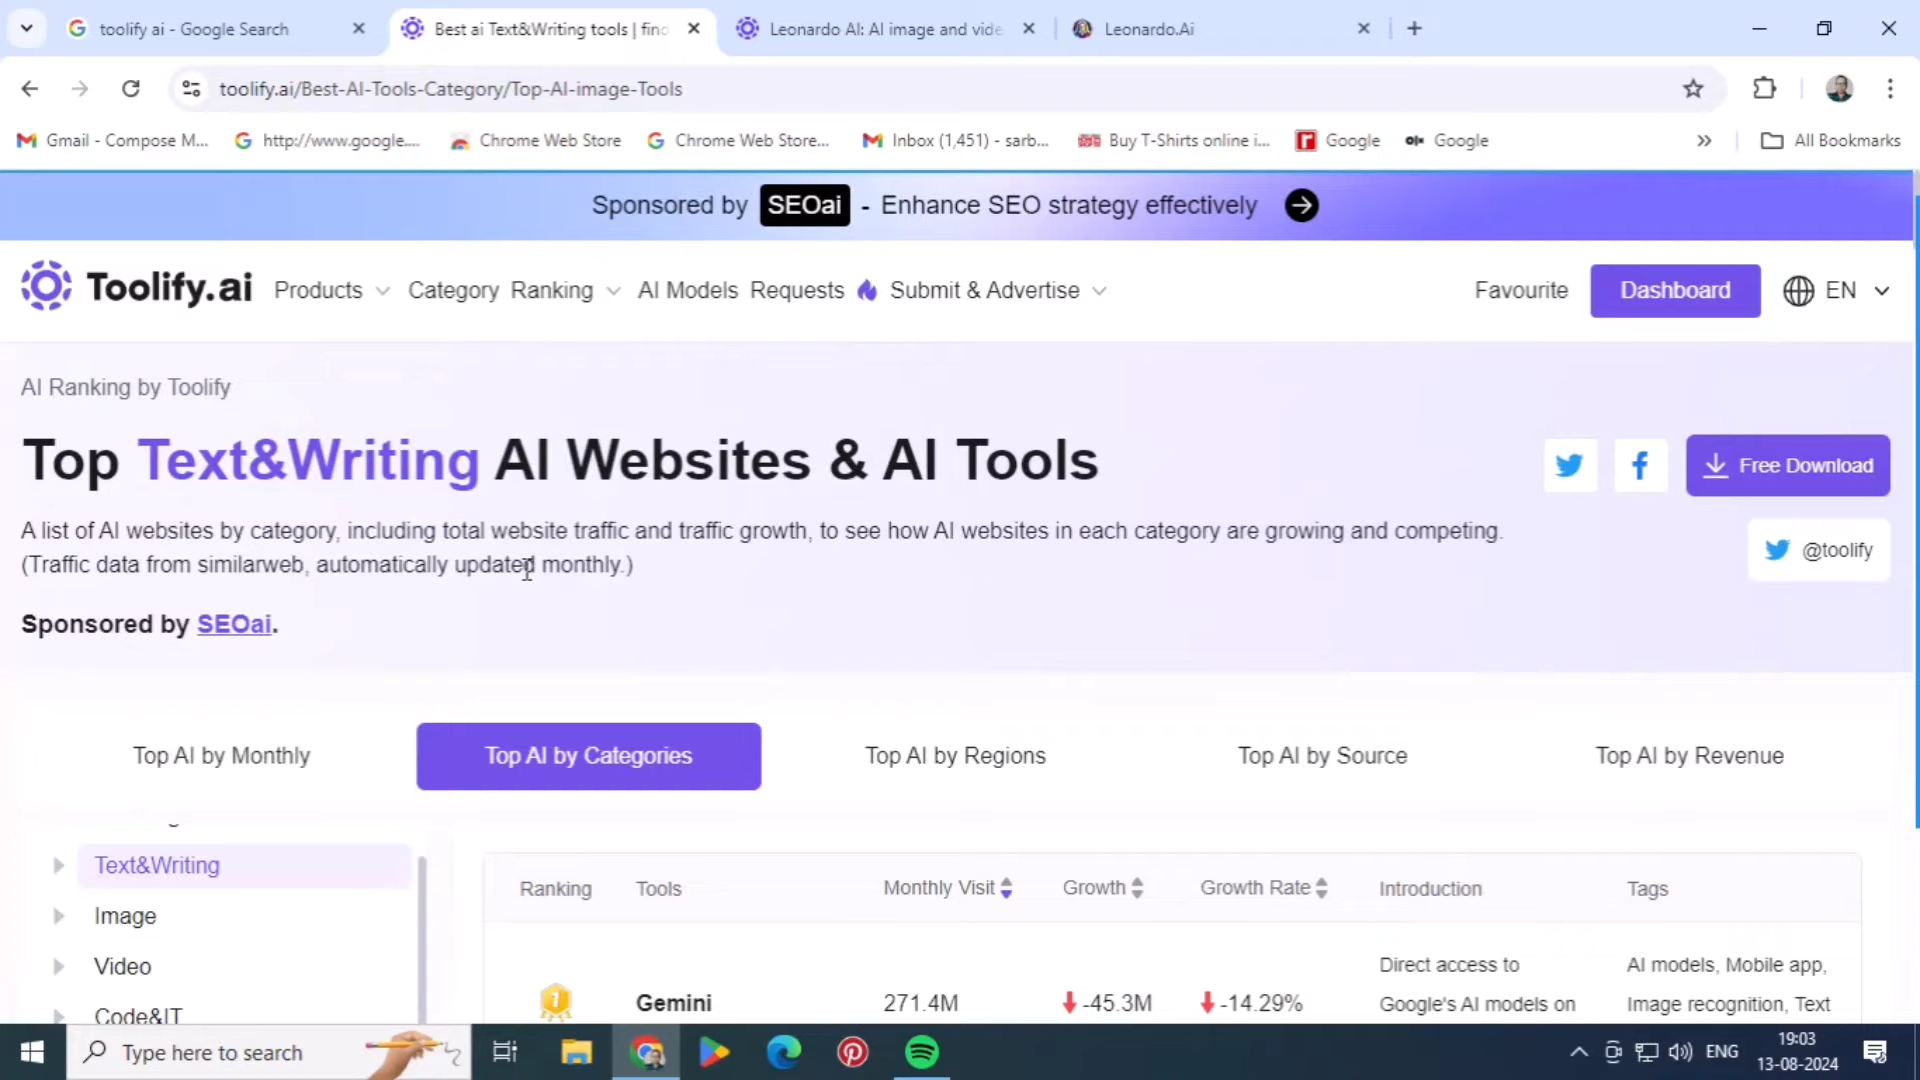 toolify ai - Google Search
Best ai Text&Writing tools | find
Leonardo AI: AI image and vide
Leonardo.Ai
toolify.ai/Best-AI-Tools-Category/Top-AI-image-Tools
Gmail - Compose M...
http://www.google....
Chrome Web Store
Chrome Web Store...
Inbox (1,451) - sarb...
Buy T-Shirts online i...
Google
olx Google
All Bookmarks
Sponsored by SEOai - Enhance SEO strategy effectively
Toolify.ai
Products
Category
Ranking
AI Models
Requests
Submit & Advertise
Favourite
Dashboard
EN
AI Ranking by Toolify
Top Text&Writing AI Websites & AI Tools
Free Download
A list of AI websites by category, including total website traffic and traffic growth, to see how AI websites in each category are growing and competing.
(Traffic data from similarweb, automatically updated monthly.)
@toolify
Sponsored by SEOai.
Top AI by Monthly
Top AI by Categories
Top AI by Regions
Top AI by Source
Top AI by Revenue
Text&Writing
Image
Video
Code&IT
Ranking
Tools
Monthly Visit
Growth
Growth Rate
Introduction
Tags
1
Gemini
271.4M
-45.3M
-14.29%
Direct access to
Google's AI models on
AI models, Mobile app,
Image recognition, Text
Type here to search
ENG
19:03
13-08-2024